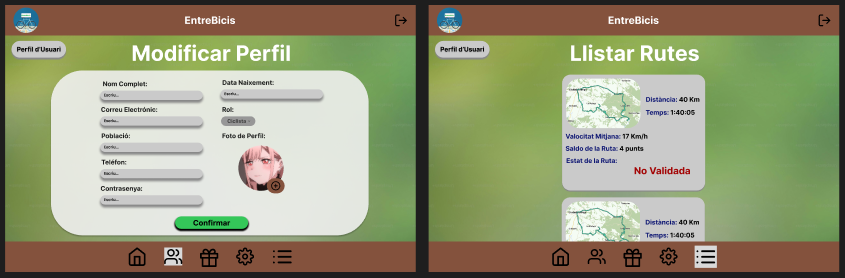 EntreBicis
Perfil d'Usuari
Modificar Perfil
Nom Complet:
Escriu...
Correu Electrónic:
Escriu...
Població:
Escriu...
Telèfon:
Escriu...
Contrasenya:
Escriu...
Data Naixement:
Escriu...
Rol:
Ciclista
Foto de Perfil:
Confirmar
EntreBicis
Perfil d'Usuari
Llistar Rutes
Distància: 40 Km
Temps: 1:40:05
Valocitat Mitjana: 17 Km/h
Saldo de la Ruta: 4 punts
Estat de la Ruta:
No Validada
Distància: 40 Km
Temps: 1:40:05